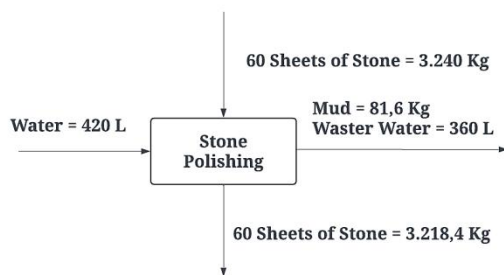 60 Sheets of Stone = 3.240 Kg
Water = 420 L
Stone
Polishing
Mud = 81,6 Kg
Waster Water = 360 L
60 Sheets of Stone = 3.218,4 Kg